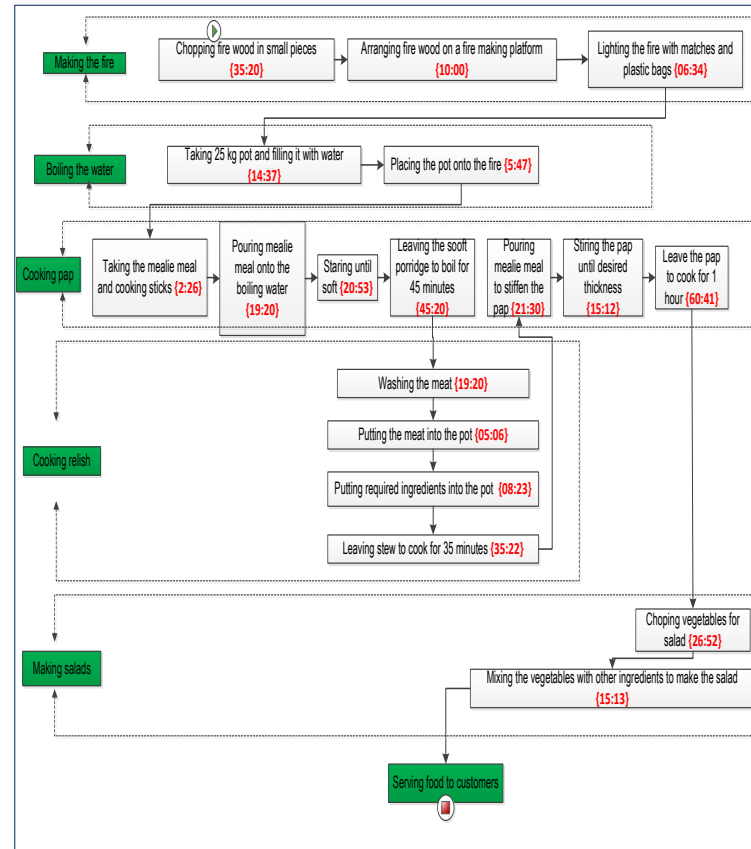 Making the fire
Chopping fire wood in small pieces
{35:20}
Arranging fire wood on a fire making platform
{10:00}
Lighting the fire with matches and
plastic bags {06:34}
Boiling the water
Taking 25 kg pot and filling it with water
{14:37}
Placing the pot onto the fire {5:47}
Cooking pap
Taking the mealie meal
and cooking sticks {2:26}
Pouring mealie
meal onto the
boiling water
{19:20}
Staring until
soft {20:53}
Leaving the sooft
porridge to boil for
45 minutes
{45:20}
Pouring
mealie meal
to stiffen the
pap {21:30}
Stiring the pap
until desired
thickness
{15:12}
Leave the pap
to cook for 1
hour {60:41}
Cooking relish
Washing the meat {19:20}
Putting the meat into the pot {05:06}
Putting required ingredients into the pot {08:23}
Leaving stew to cook for 35 minutes {35:22}
Making salads
Choping vegetables for
salad {26:52}
Mixing the vegetables with other ingredients to make the salad
{15:13}
Serving food to customers